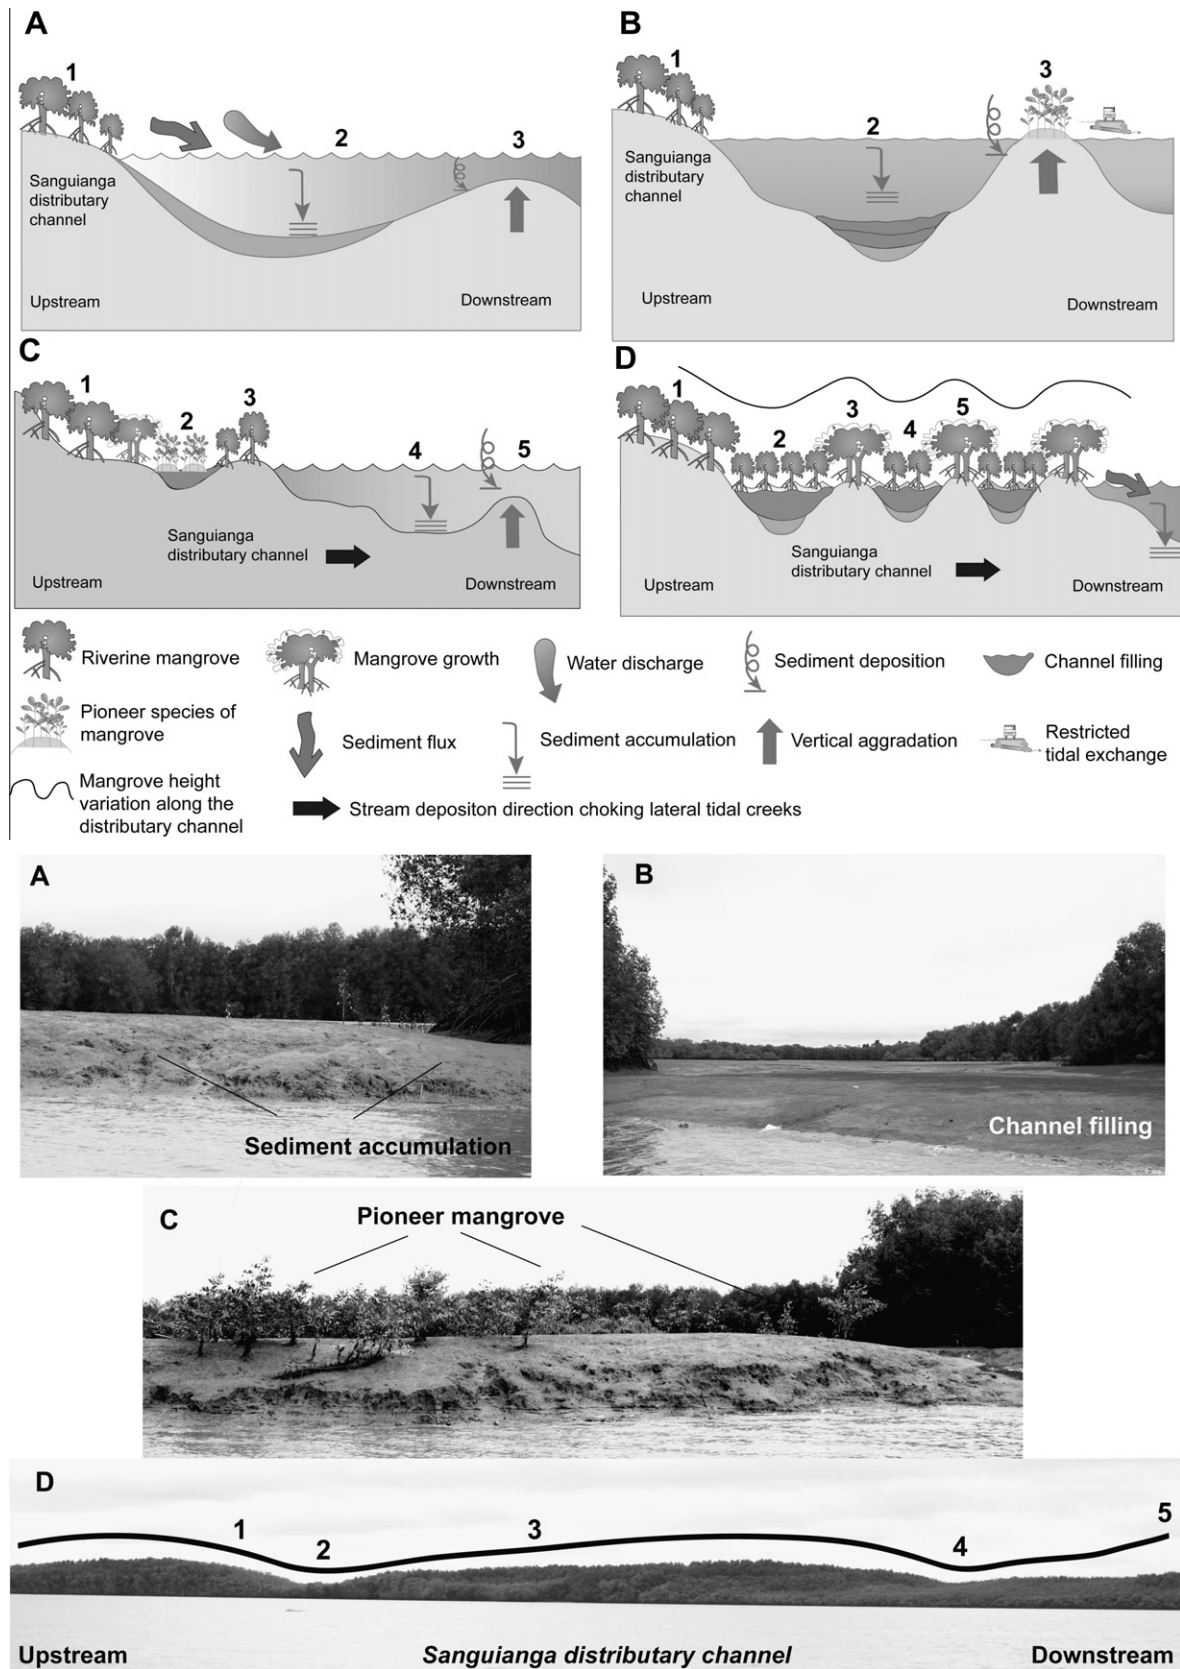 A
1
2
3
Sanguianga
distributary
channel
Upstream
Downstream
B
1
2
3
Sanguianga
distributary
channel
Upstream
Downstream
C
1
2
3
4
5
Sanguianga
distributary channel
Upstream
Downstream
D
1
2
3
4
5
Sanguianga
distributary channel
Upstream
Downstream
Riverine mangrove
Mangrove growth
Water discharge
Sediment deposition
Channel filling
Pioneer species of
mangrove
Sediment flux
Sediment accumulation
Vertical aggradation
Restricted
tidal exchange
Mangrove height
variation along the
distributary channel
Stream depositon direction choking lateral tidal creeks
A
Sediment accumulation
B
Channel filling
C
Pioneer mangrove
D
1
2
3
4
5
Upstream
Sanguianga distributary channel
Downstream